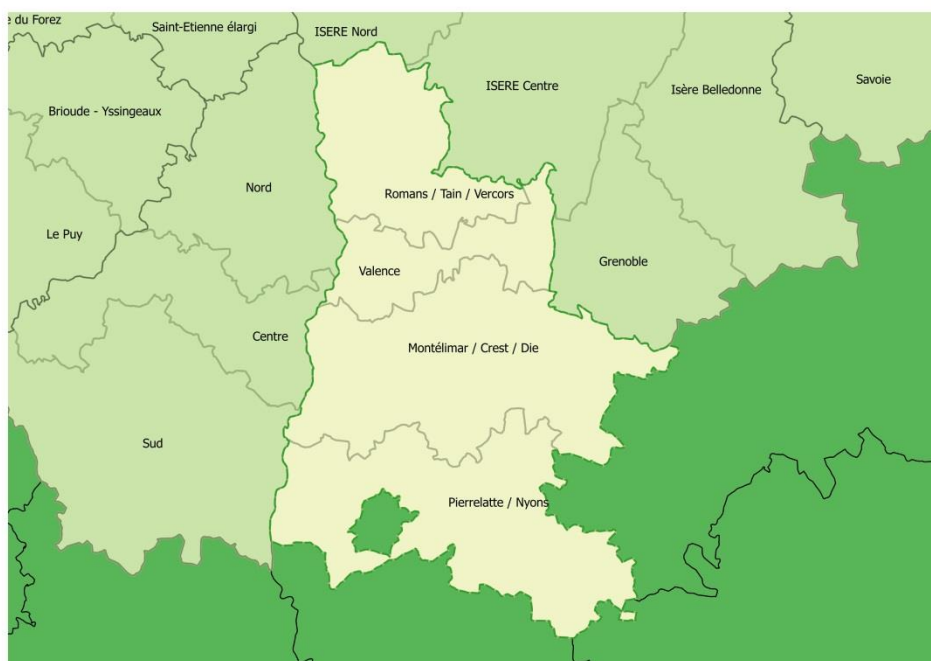 e du Forez
Saint-Etienne élargi
ISERE Nord
ISERE Centre
Isère Belledonne
Savoie
Brioude - Yssingeaux
Nord
Romans / Tain / Vercors
Le Puy
Valence
Grenoble
Centre
Montélimar / Crest / Die
Sud
Pierrelatte / Nyons